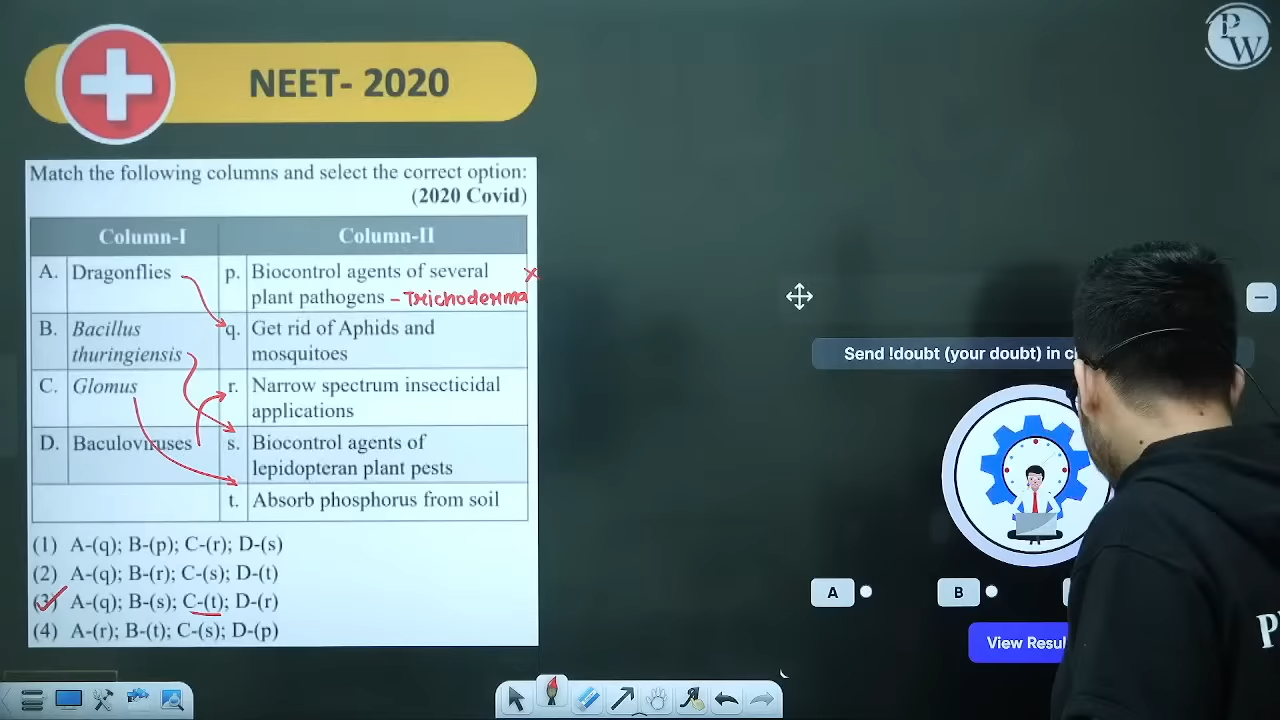 PW
NEET- 2020
Match the following columns and select the correct option:
(2020 Covid)
Column-I Column-II
A. Dragonflies p. Biocontrol agents of several
plant pathogens - Trichoderma
B. Bacillus q. Get rid of Aphids and
thuringiensis mosquitoes
C. Glomus r. Narrow spectrum insecticidal
applications
D. Baculoviruses s. Biocontrol agents of
lepidopteran plant pests
t. Absorb phosphorus from soil
(1) A-(q); B-(p); C-(r); D-(s)
(2) A-(q); B-(r); C-(s); D-(t)
(3) A-(q); B-(s); C-(t); D-(r)
(4) A-(r); B-(t); C-(s); D-(p)
Send !doubt (your doubt) in
A
B
View
P